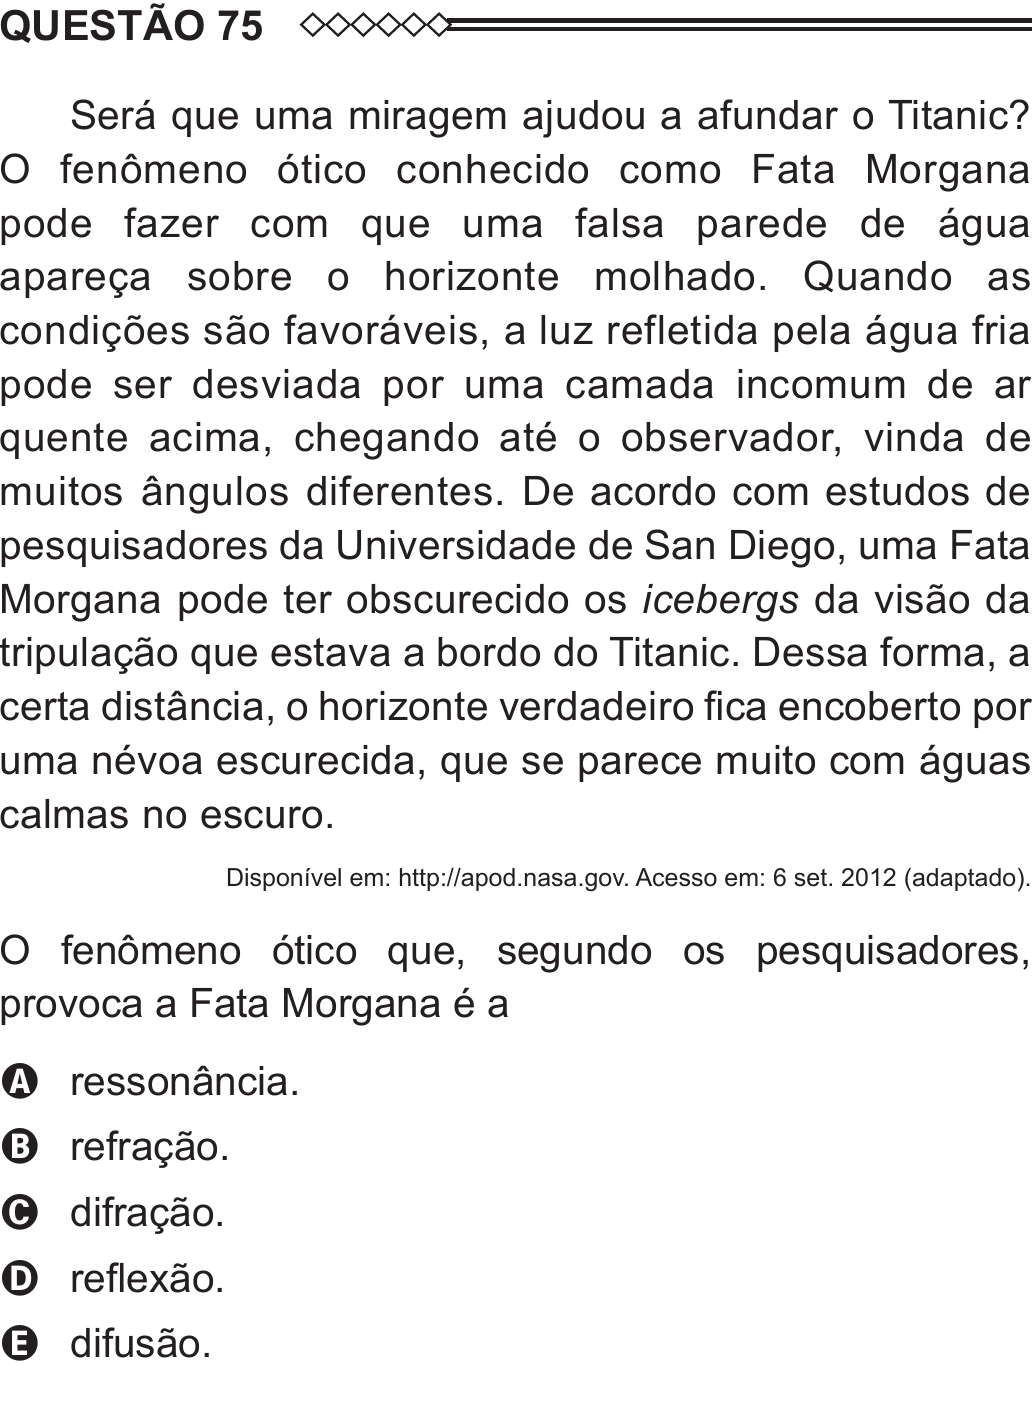 QUESTÃO 75
Será que uma miragem ajudou a afundar o Titanic?
O fenômeno ótico conhecido como Fata Morgana
pode fazer com que uma falsa parede de água
apareça sobre o horizonte molhado. Quando as
condições são favoráveis, a luz refletida pela água fria
pode ser desviada por uma camada incomum de ar
quente acima, chegando até o observador, vinda de
muitos ângulos diferentes. De acordo com estudos de
pesquisadores da Universidade de San Diego, uma Fata
Morgana pode ter obscurecido os icebergs da visão da
tripulação que estava a bordo do Titanic. Dessa forma, a
certa distância, o horizonte verdadeiro fica encoberto por
uma névoa escurecida, que se parece muito com águas
calmas no escuro.
Disponível em: http://apod.nasa.gov. Acesso em: 6 set. 2012 (adaptado).
O fenômeno ótico que, segundo os pesquisadores,
provoca a Fata Morgana é a
A ressonância.
B refração.
C difração.
D reflexão.
E difusão.